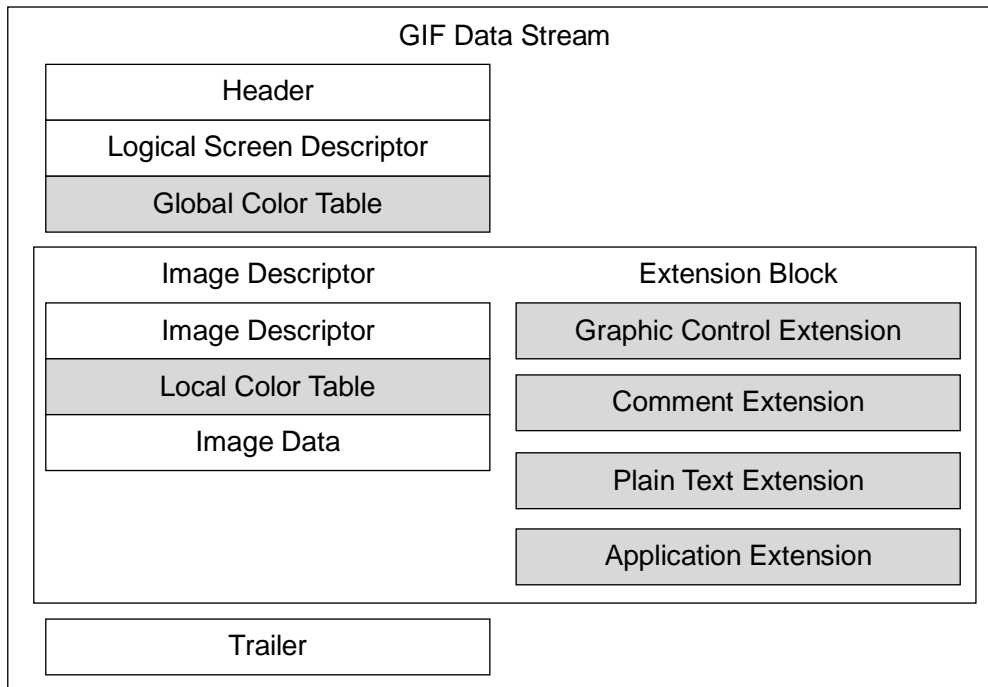 GIF Data Stream
Header
Logical Screen Descriptor
Global Color Table
Image Descriptor
Image Descriptor
Local Color Table
Image Data
Extension Block
Graphic Control Extension
Comment Extension
Plain Text Extension
Application Extension
Trailer